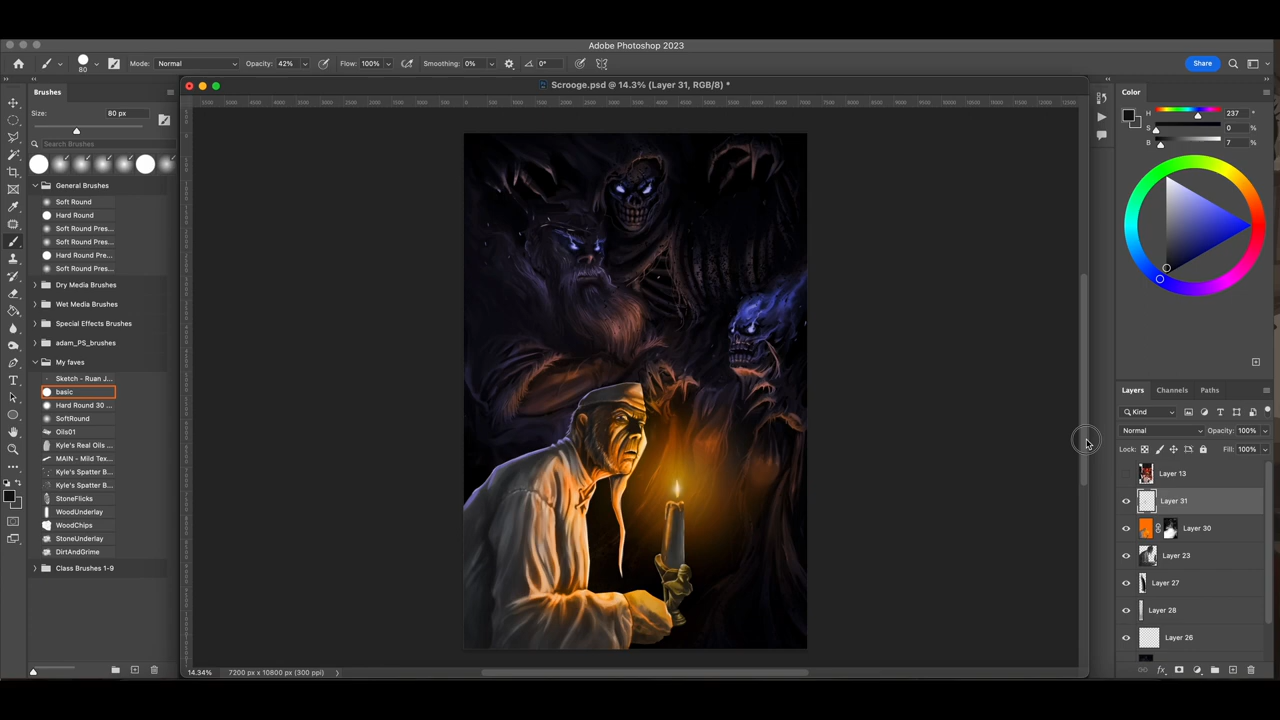 Adobe Photoshop 2023
80
Mode: Normal
Opacity: 42%
Flow: 100%
Smoothing: 0%
0°
Share
Brushes
Size: 80 px
Search Brushes
General Brushes
Soft Round
Hard Round
Soft Round Pres...
Soft Round Pres...
Hard Round Pre...
Soft Round Pres...
Dry Media Brushes
Wet Media Brushes
Special Effects Brushes
adam_PS_brushes
My faves
Sketch - Ruan J...
basic
Hard Round 30 ...
SoftRound
Oils01
Kyle's Real Oils ...
MAIN - Mild Tex...
Kyle's Spatter B...
Kyle's Spatter B...
StoneFlicks
WoodUnderlay
WoodChips
StoneUnderlay
DirtAndGrime
Class Brushes 1-9
Scrooge.psd @ 14.3% (Layer 31, RGB/8) *
14.34%
7200 px x 10800 px (300 ppi)
Color
H 237 °
S 0 %
B 7 %
Layers Channels Paths
Kind
Normal
Opacity: 100%
Lock:
Fill: 100%
Layer 13
Layer 31
Layer 30
Layer 23
Layer 27
Layer 28
Layer 26